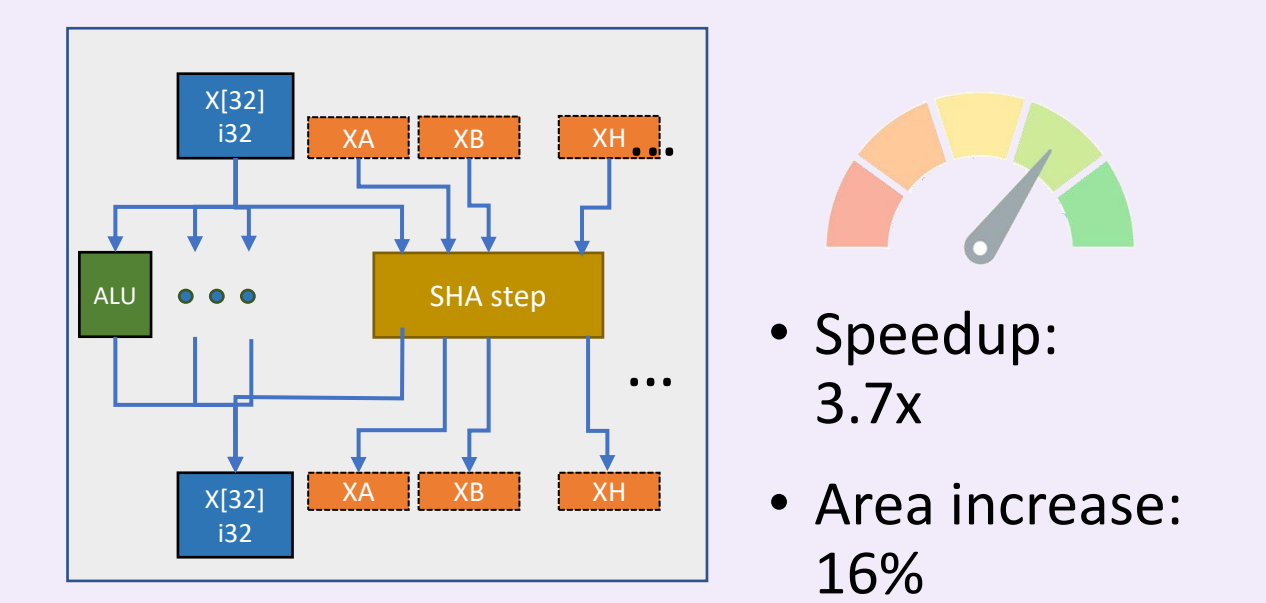 X[32]
i32
XA
XB
XH
...
ALU
SHA step
...
X[32]
i32
XA
XB
XH
• Speedup:
3.7x
• Area increase:
16%